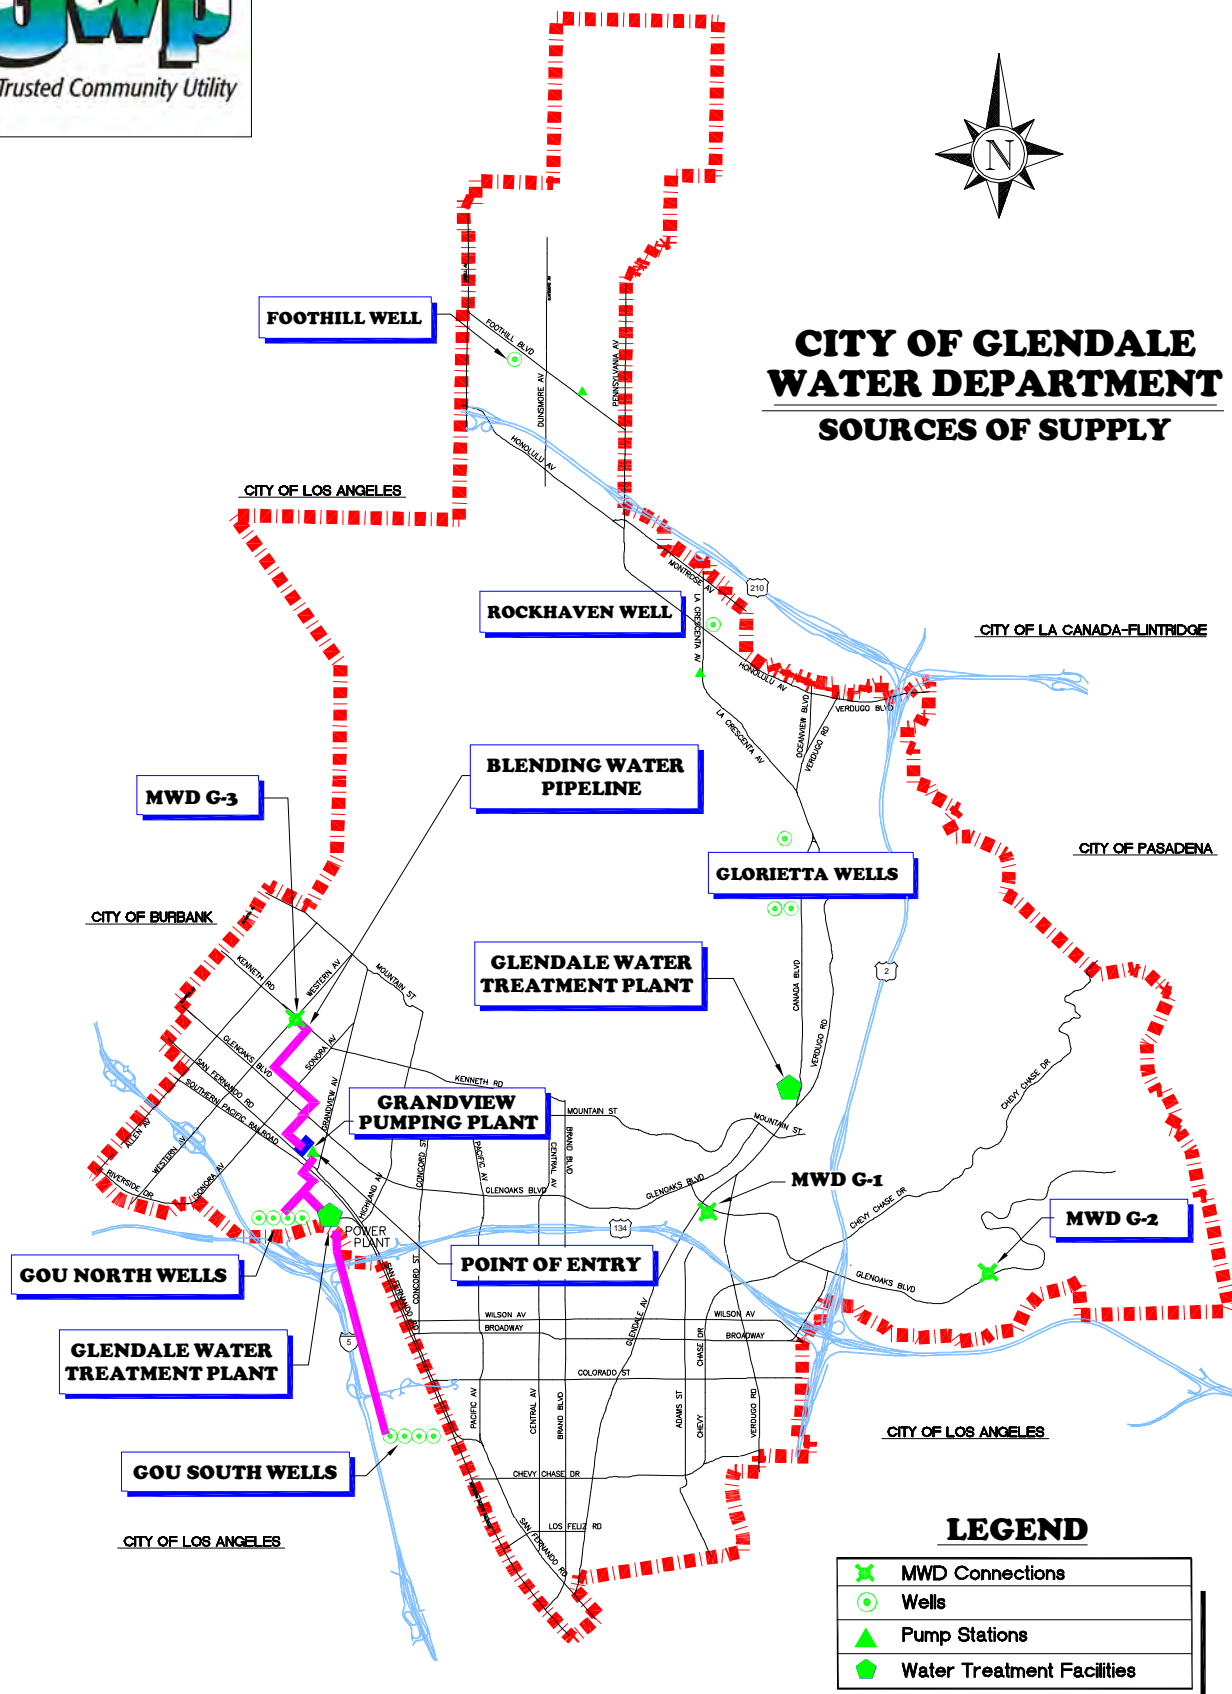 gwp
Trusted Community Utility
N
CITY OF GLENDALE
WATER DEPARTMENT
SOURCES OF SUPPLY
FOOTHILL WELL
FOOTHILL BLVD
DUNSMORE AV
PENNSYLVANIA AV
HONOLULU AV
CITY OF LOS ANGELES
MONTROSE AV
210
ROCKHAVEN WELL
LA CRESCENTA AV
CITY OF LA CANADA-FLINTRIDGE
HONOLULU AV
VERDUGO BLVD
OCEANVIEW BLVD
VERDUGO RD
LA CRESCENTA AV
BLENDING WATER
PIPELINE
MWD G-3
CITY OF PASADENA
GLORIETTA WELLS
CITY OF BURBANK
GLENDALE WATER
TREATMENT PLANT
2
KENNETH RD
WESTERN AV
MOUNTAIN ST
CANADA BLVD
VERDUGO RD
GLENOAKS BLVD
SONORA AV
SAN FERNANDO RD
SOUTHERN PACIFIC RAILROAD
GRANDVIEW AV
KENNETH RD
CHEVY CHASE DR
GRANDVIEW
PUMPING PLANT
MOUNTAIN ST
MOUNTAIN ST
ALLEN AV
WESTERN AV
SONORA AV
RIVERSIDE DR
HIGHLAND AV
CONCORD ST
PACIFIC AV
CENTRAL AV
BRAND BLVD
GLENOAKS BLVD
GLENOAKS BLVD
MWD G-1
CHEVY CHASE DR
MWD G-2
134
POWER
PLANT
GOU NORTH WELLS
POINT OF ENTRY
GLENOAKS BLVD
SAN FERNANDO RD
CONCORD ST
WILSON AV
WILSON AV
BROADWAY
BROADWAY
GLENDALE AV
CHASE DR
5
GLENDALE WATER
TREATMENT PLANT
COLORADO ST
PACIFIC AV
CENTRAL AV
BRAND BLVD
ADAMS ST
CHEVY
VERDUGO RD
CITY OF LOS ANGELES
GOU SOUTH WELLS
CHEVY CHASE DR
SAN FERNANDO RD
LOS FELIZ RD
CITY OF LOS ANGELES
LEGEND
MWD Connections
Wells
Pump Stations
Water Treatment Facilities